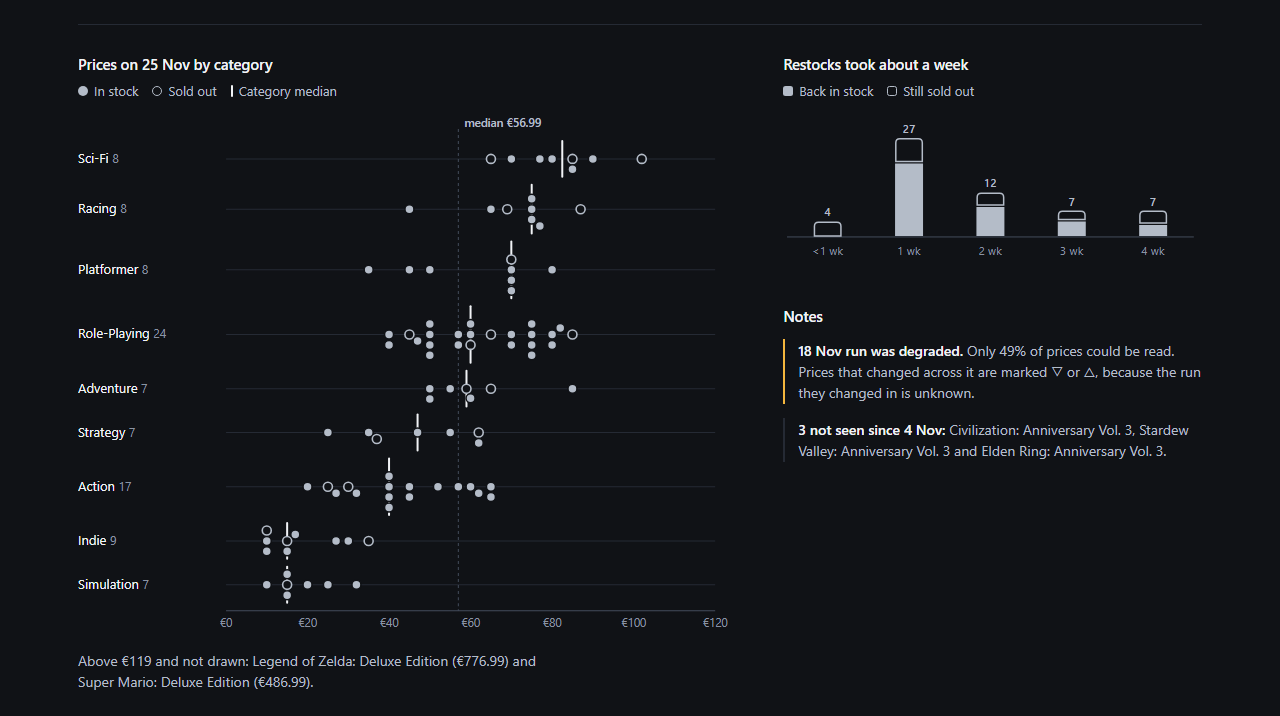 Prices on 25 Nov by category
In stock Sold out Category median
median €56.99
Sci-Fi 8
Racing 8
Platformer 8
Role-Playing 24
Adventure 7
Strategy 7
Action 17
Indie 9
Simulation 7
€0 €20 €40 €60 €80 €100 €120
Above €119 and not drawn: Legend of Zelda: Deluxe Edition (€776.99) and
Super Mario: Deluxe Edition (€486.99).
Restocks took about a week
Back in stock Still sold out
4 27 12 7 7
<1 wk 1 wk 2 wk 3 wk 4 wk
Notes
18 Nov run was degraded. Only 49% of prices could be read.
Prices that changed across it are marked ▽ or △, because the run
they changed in is unknown.
3 not seen since 4 Nov: Civilization: Anniversary Vol. 3, Stardew
Valley: Anniversary Vol. 3 and Elden Ring: Anniversary Vol. 3.